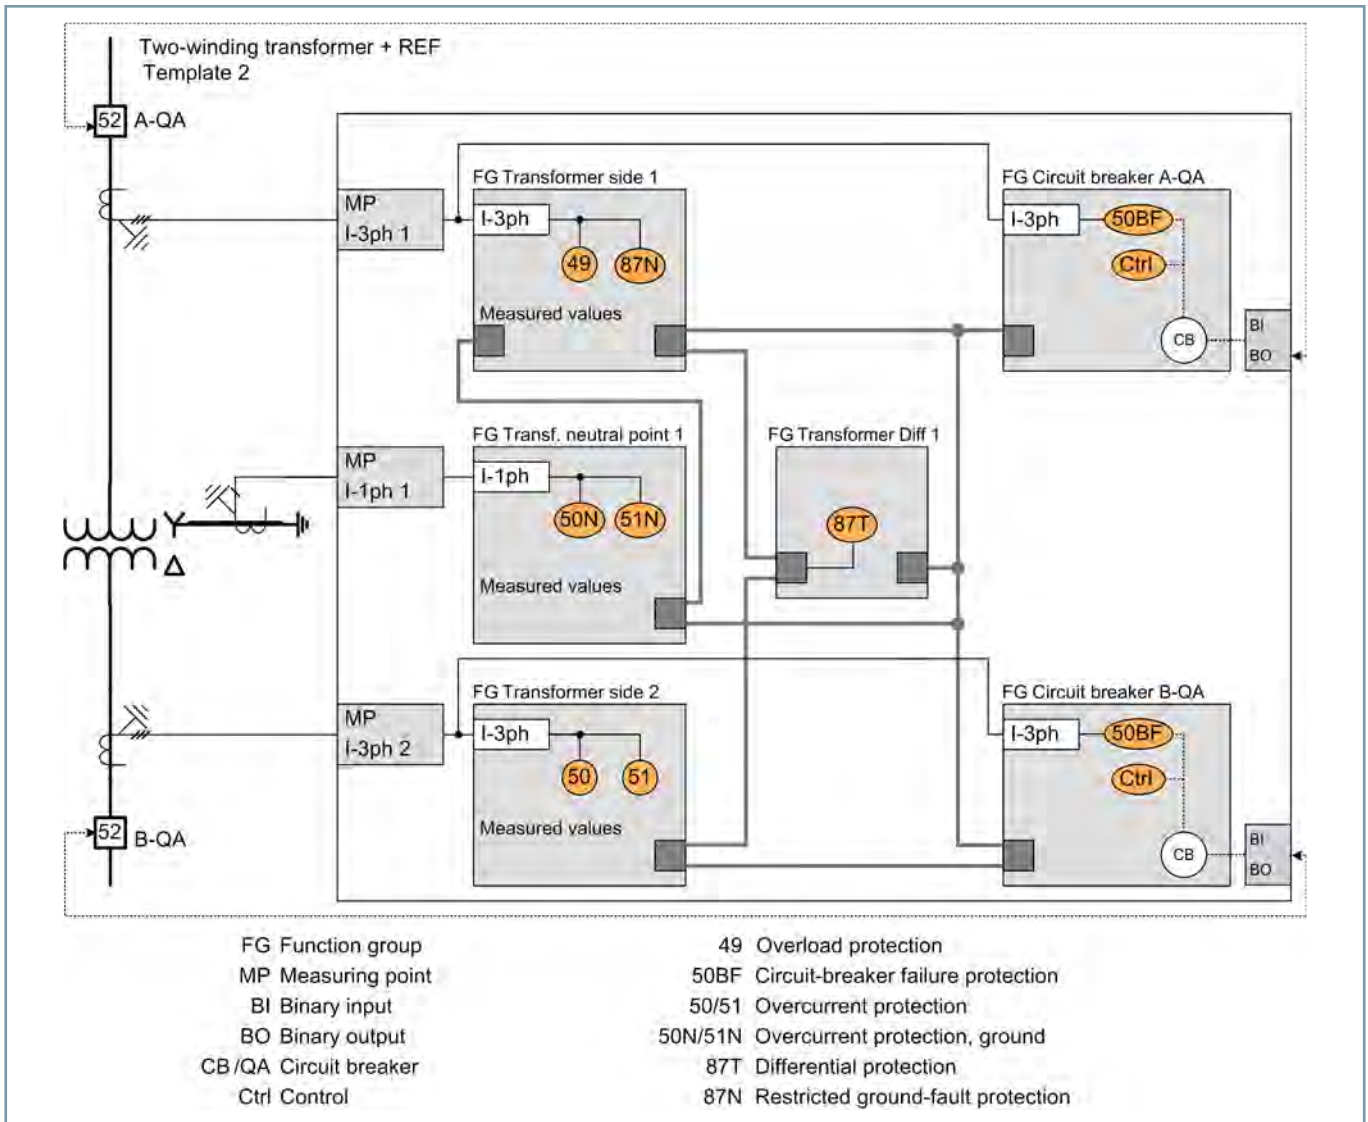 Two-winding transformer + REF
Template 2
52 A-QA
MP
I-3ph 1
FG Transformer side 1
I-3ph
49
87N
Measured values
FG Circuit breaker A-QA
I-3ph
50BF
Ctrl
CB
BI
BO
MP
I-1ph 1
FG Transf. neutral point 1
I-1ph
50N
51N
Measured values
FG Transformer Diff 1
87T
Y
Δ
MP
I-3ph 2
FG Transformer side 2
I-3ph
50
51
Measured values
FG Circuit breaker B-QA
I-3ph
50BF
Ctrl
CB
BI
BO
52 B-QA
FG Function group
MP Measuring point
BI Binary input
BO Binary output
CB/QA Circuit breaker
Ctrl Control
49 Overload protection
50BF Circuit-breaker failure protection
50/51 Overcurrent protection
50N/51N Overcurrent protection, ground
87T Differential protection
87N Restricted ground-fault protection